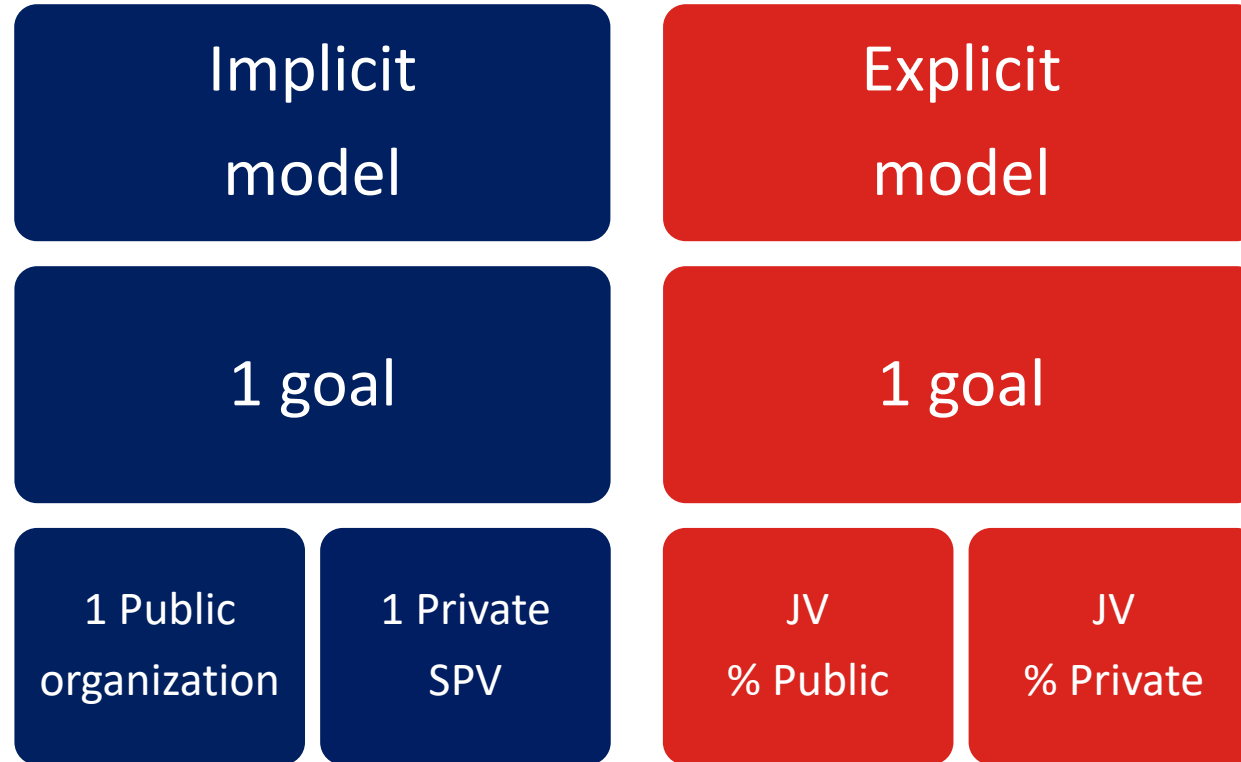 Implicit
model
Explicit
model
1 goal
1 goal
1 Public
organization
1 Private
SPV
JV
% Public
JV
% Private